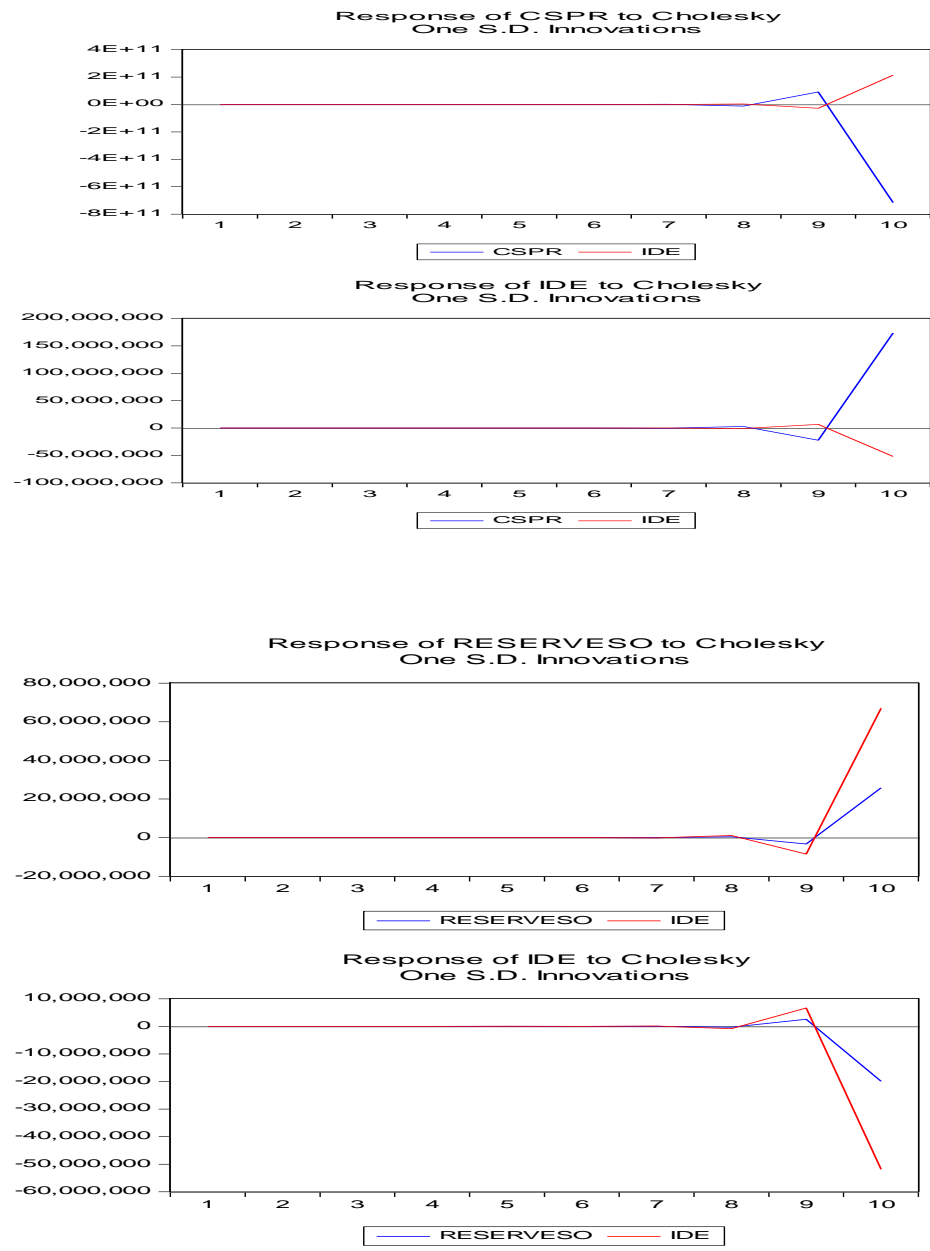 Response of CSPR to Cholesky
One S.D. Innovations
4E+11
2E+11
0E+00
-2E+11
-4E+11
-6E+11
-8E+11
1 2 3 4 5 6 7 8 9 10
CSPR IDE
Response of IDE to Cholesky
One S.D. Innovations
200,000,000
150,000,000
100,000,000
50,000,000
0
-50,000,000
-100,000,000
1 2 3 4 5 6 7 8 9 10
CSPR IDE
Response of RESERVESO to Cholesky
One S.D. Innovations
80,000,000
60,000,000
40,000,000
20,000,000
0
-20,000,000
1 2 3 4 5 6 7 8 9 10
RESERVESO IDE
Response of IDE to Cholesky
One S.D. Innovations
10,000,000
0
-10,000,000
-20,000,000
-30,000,000
-40,000,000
-50,000,000
-60,000,000
1 2 3 4 5 6 7 8 9 10
RESERVESO IDE